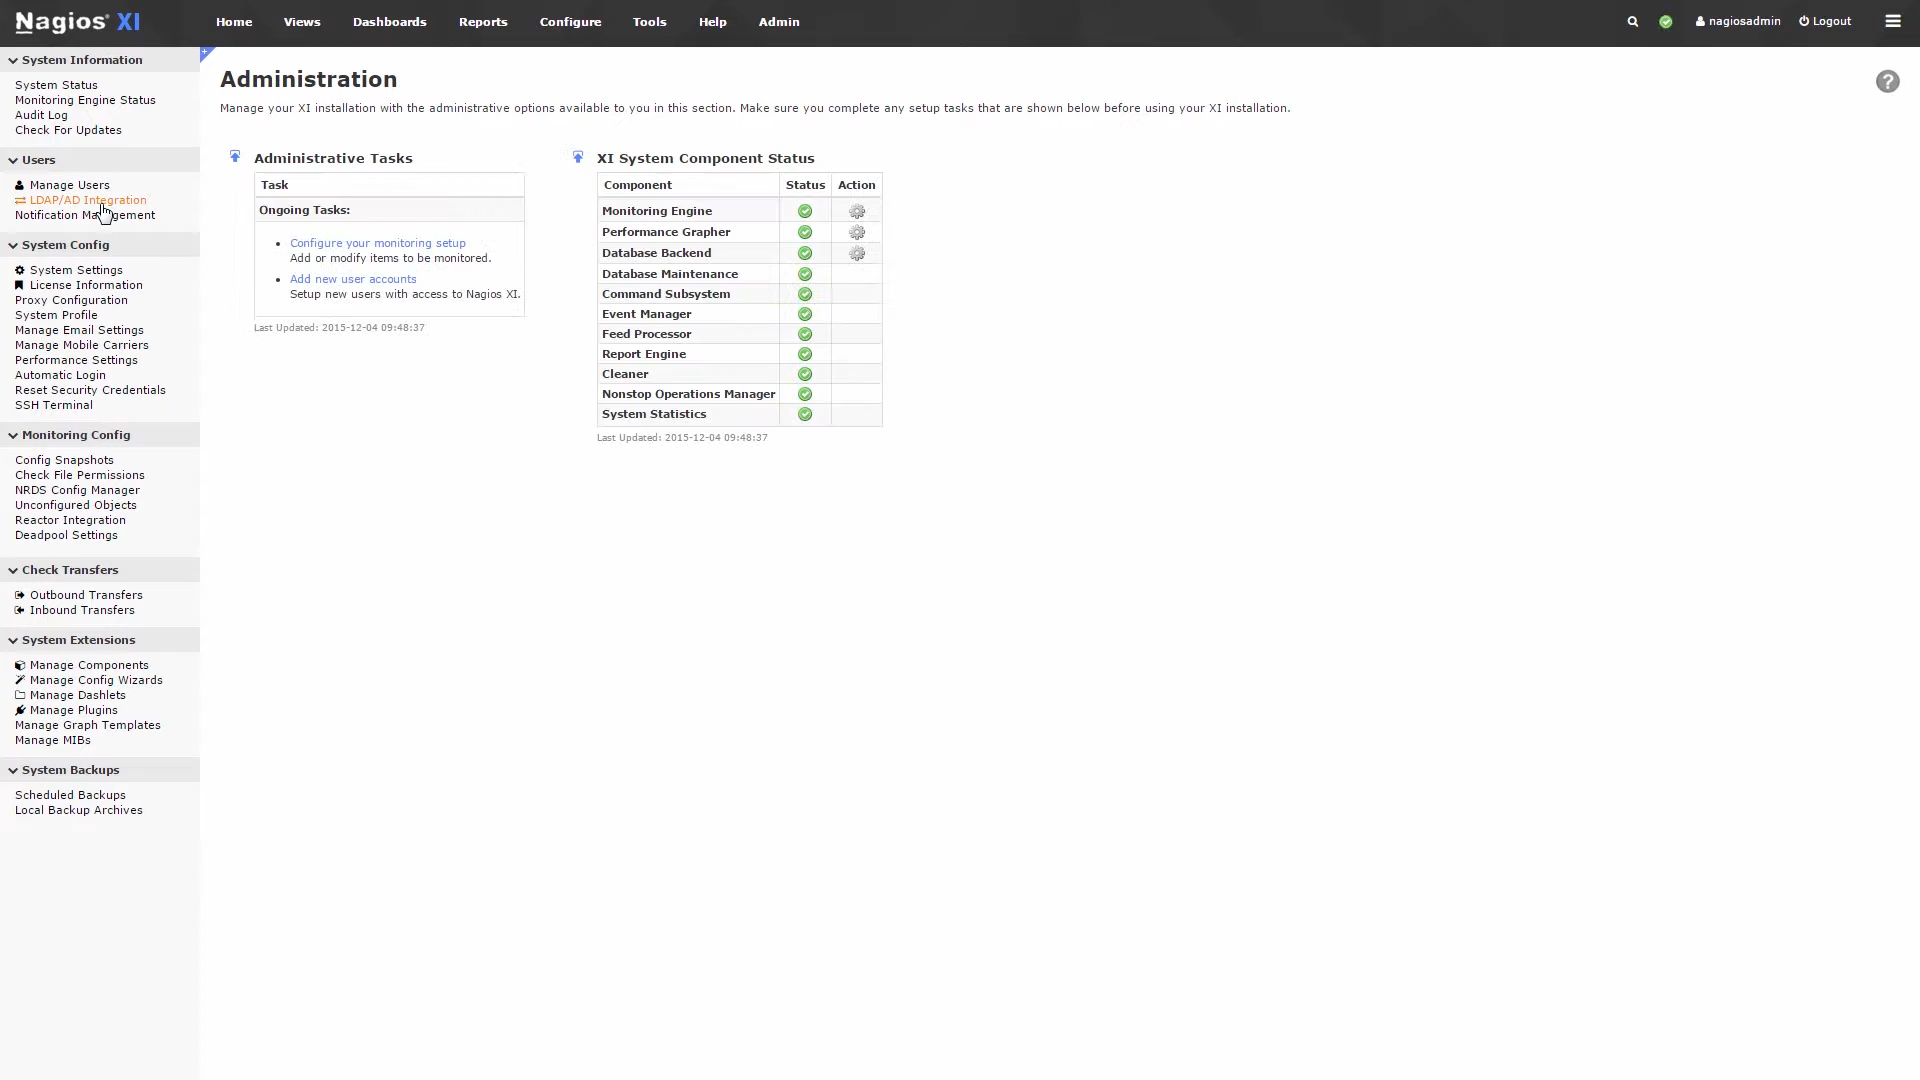 Nagios XI
Home Views Dashboards Reports Configure Tools Help Admin
nagiosadmin Logout
System Information
System Status
Monitoring Engine Status
Audit Log
Check For Updates
Users
Manage Users
LDAP/AD Integration
Notification Management
System Config
System Settings
License Information
Proxy Configuration
System Profile
Manage Email Settings
Manage Mobile Carriers
Performance Settings
Automatic Login
Reset Security Credentials
SSH Terminal
Monitoring Config
Config Snapshots
Check File Permissions
NRDS Config Manager
Unconfigured Objects
Reactor Integration
Deadpool Settings
Check Transfers
Outbound Transfers
Inbound Transfers
System Extensions
Manage Components
Manage Config Wizards
Manage Dashlets
Manage Plugins
Manage Graph Templates
Manage MIBs
System Backups
Scheduled Backups
Local Backup Archives
Administration
?
Manage your XI installation with the administrative options available to you in this section. Make sure you complete any setup tasks that are shown below before using your XI installation.
Administrative Tasks
Task
Ongoing Tasks:
• Configure your monitoring setup
Add or modify items to be monitored.
• Add new user accounts
Setup new users with access to Nagios XI.
Last Updated: 2015-12-04 09:48:37
XI System Component Status
Component Status Action
Monitoring Engine
Performance Grapher
Database Backend
Database Maintenance
Command Subsystem
Event Manager
Feed Processor
Report Engine
Cleaner
Nonstop Operations Manager
System Statistics
Last Updated: 2015-12-04 09:48:37